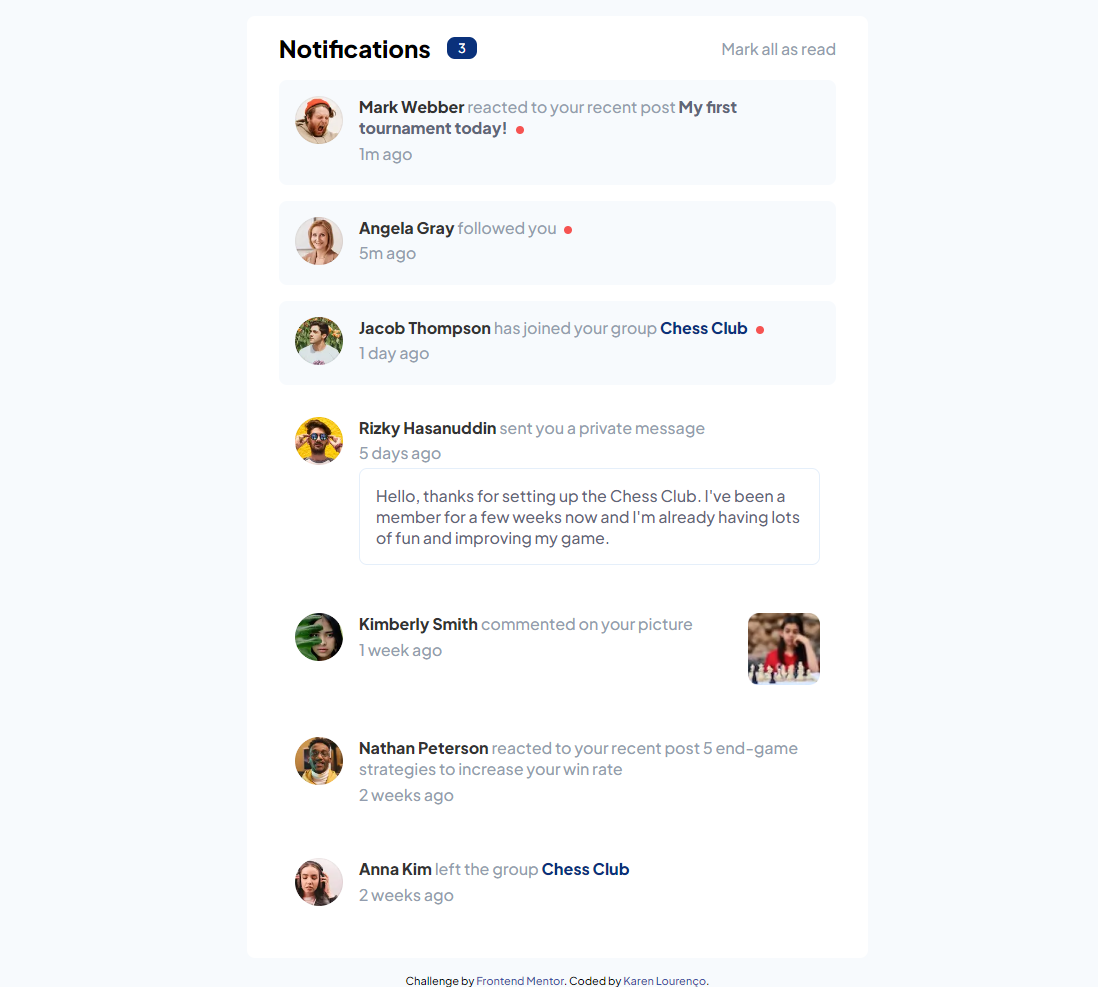 Notifications 3 Mark all as read
Mark Webber reacted to your recent post My first
tournament today!
1m ago
Angela Gray followed you
5m ago
Jacob Thompson has joined your group Chess Club
1 day ago
Rizky Hasanuddin sent you a private message
5 days ago
Hello, thanks for setting up the Chess Club. I've been a
member for a few weeks now and I'm already having lots
of fun and improving my game.
Kimberly Smith commented on your picture
1 week ago
Nathan Peterson reacted to your recent post 5 end-game
strategies to increase your win rate
2 weeks ago
Anna Kim left the group Chess Club
2 weeks ago
Challenge by Frontend Mentor. Coded by Karen Lourenço.